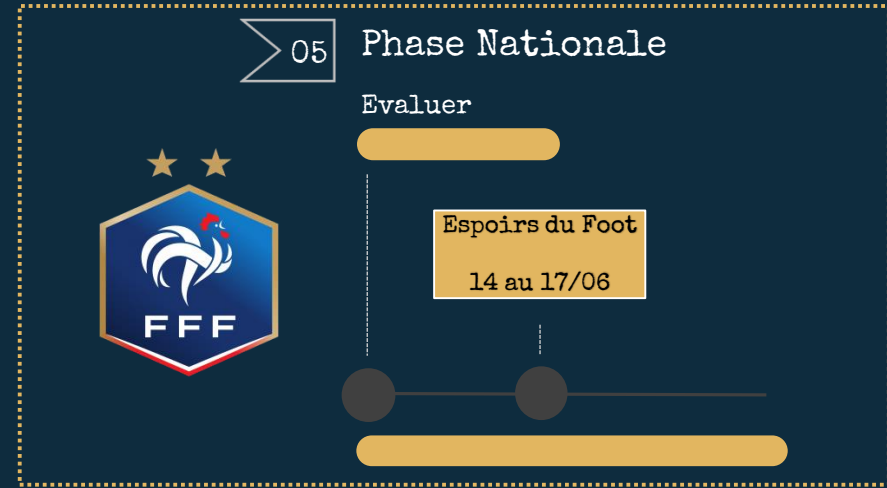 05
Phase Nationale
Evaluer
Espoirs du Foot
14 au 17/06
FFF